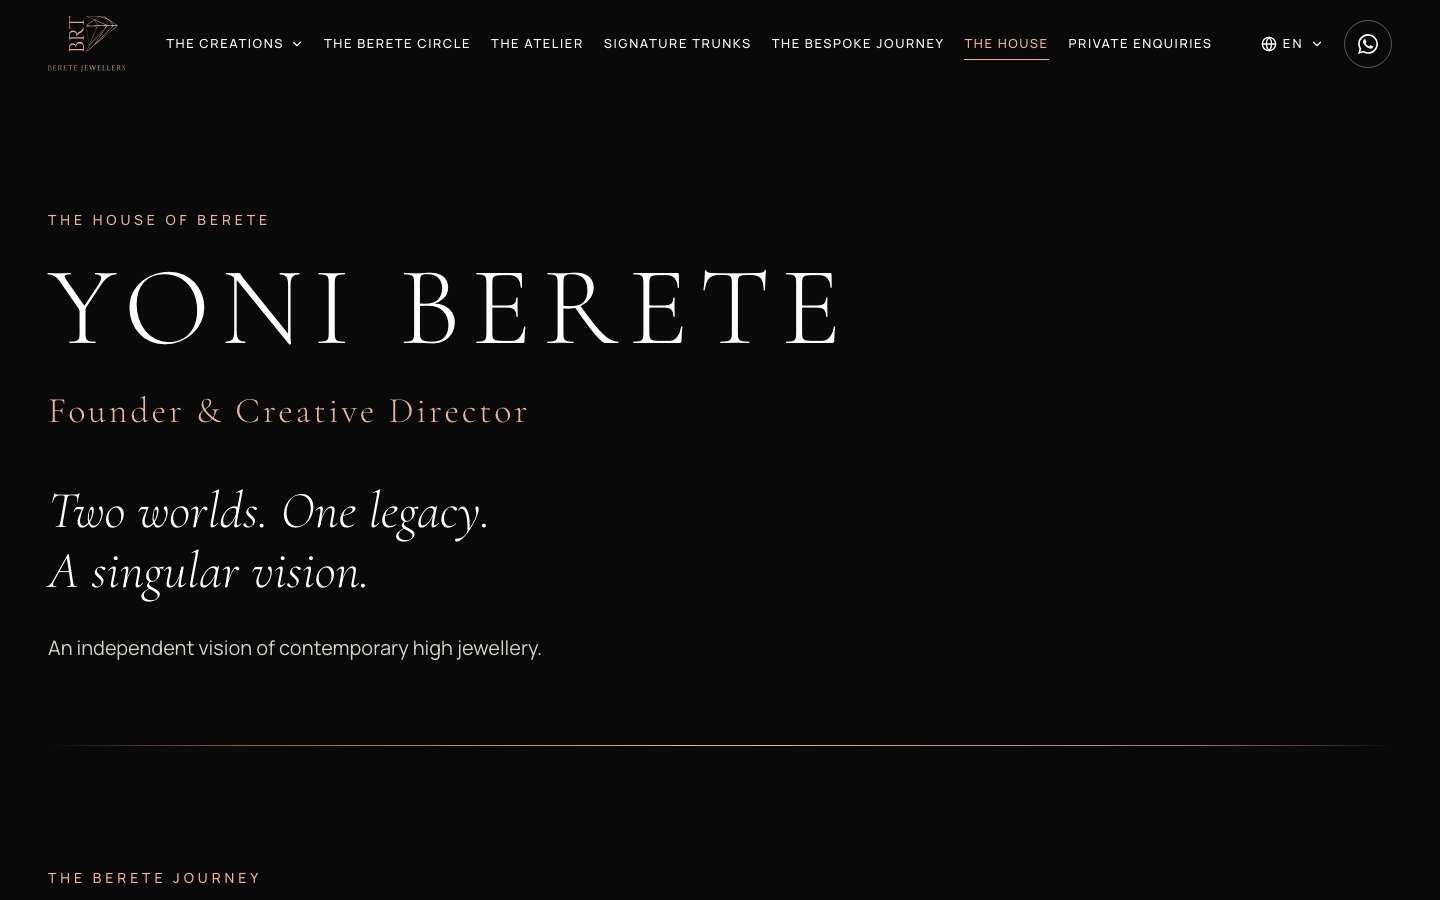 BRT
BERETE JEWELLERS
THE CREATIONS
THE BERETE CIRCLE
THE ATELIER
SIGNATURE TRUNKS
THE BESPOKE JOURNEY
THE HOUSE
PRIVATE ENQUIRIES
EN
THE HOUSE OF BERETE
YONI BERETE
Founder & Creative Director
Two worlds. One legacy.
A singular vision.
An independent vision of contemporary high jewellery.
THE BERETE JOURNEY